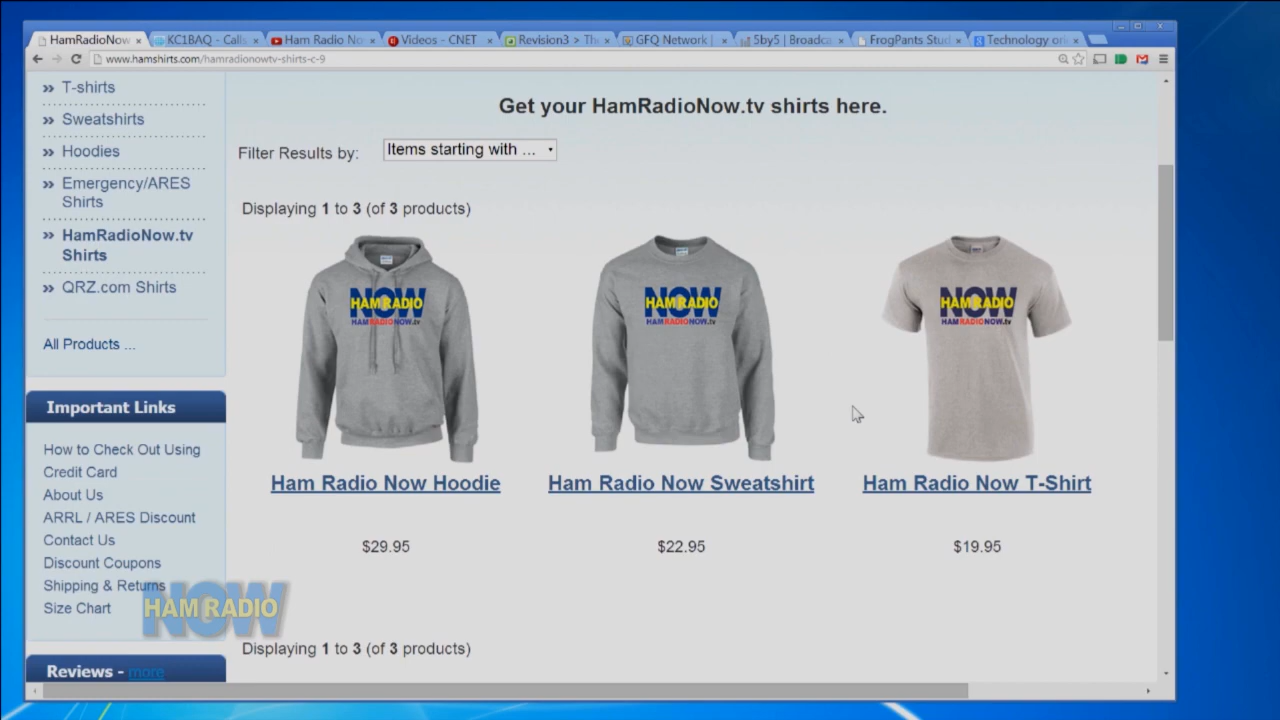 HamRadioNow
KC1BAQ - Calls
Ham Radio No
Videos - CNET
Revision3 > The
GFQ Network |
5by5 | Broadca
FrogPants Stud
Technology ori
www.hamshirts.com/hamradionowtv-shirts-c-9
» T-shirts
» Sweatshirts
» Hoodies
» Emergency/ARES
Shirts
» HamRadioNow.tv
Shirts
» QRZ.com Shirts
All Products ...
Important Links
How to Check Out Using
Credit Card
About Us
ARRL / ARES Discount
Contact Us
Discount Coupons
Shipping & Returns
Size Chart
NOW
HAM RADIO
Reviews - more
Get your HamRadioNow.tv shirts here.
Filter Results by: Items starting with ...
Displaying 1 to 3 (of 3 products)
NOW
HAM RADIO
HAMRADIONOW.tv
NOW
HAM RADIO
HAMRADIONOW.tv
NOW
HAM RADIO
HAMRADIONOW.tv
Ham Radio Now Hoodie
Ham Radio Now Sweatshirt
Ham Radio Now T-Shirt
$29.95
$22.95
$19.95
Displaying 1 to 3 (of 3 products)